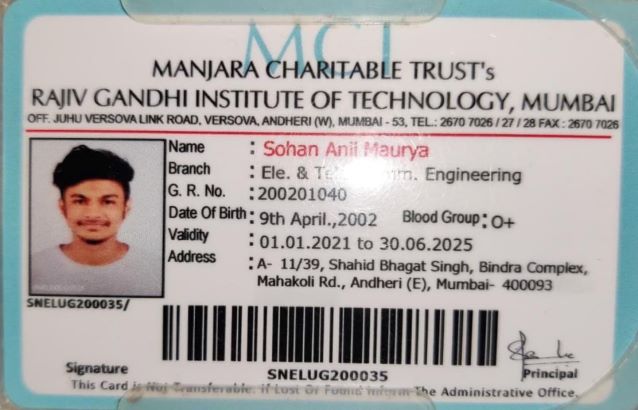 MCT
MANJARA CHARITABLE TRUST's
RAJIV GANDHI INSTITUTE OF TECHNOLOGY, MUMBAI
OFF. JUHU VERSOVA LINK ROAD, VERSOVA, ANDHERI (W), MUMBAI - 53, TEL.: 2670 7026 / 27 / 28 FAX : 2670 7026
Name : Sohan Anil Maurya
Branch : Ele. & Engineering
G. R. No. : 200201040
Date Of Birth : 9th April.,2002 Blood Group : O+
Validity : 01.01.2021 to 30.06.2025
Address : A- 11/39, Shahid Bhagat Singh, Bindra Complex,
Mahakoli Rd., Andheri (E), Mumbai- 400093
SNELUG200035/
SNELUG200035
Signature
Principal
This Card is Not Transferable. If Lost Or Found Inform The Administrative Office.